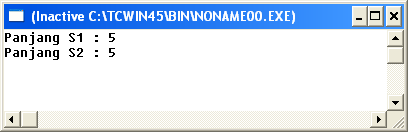 (Inactive C:\TCWIN45\BIN\NONAME00.EXE)
Panjang S1 : 5
Panjang S2 : 5